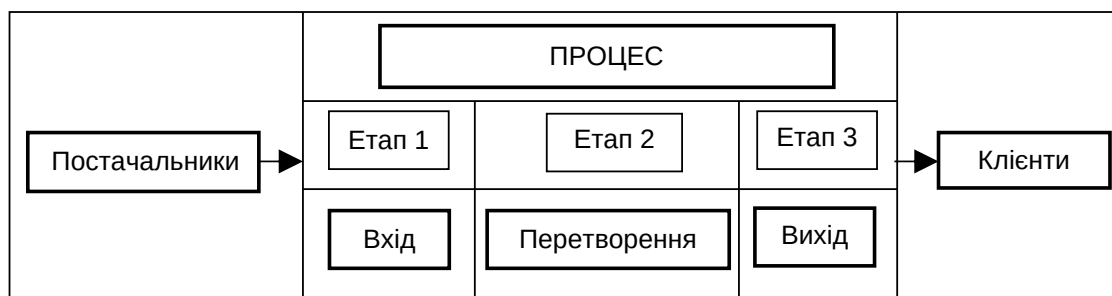 ПРОЦЕС
Етап 1
Етап 2
Етап 3
Постачальники
Клієнти
Вхід
Перетворення
Вихід